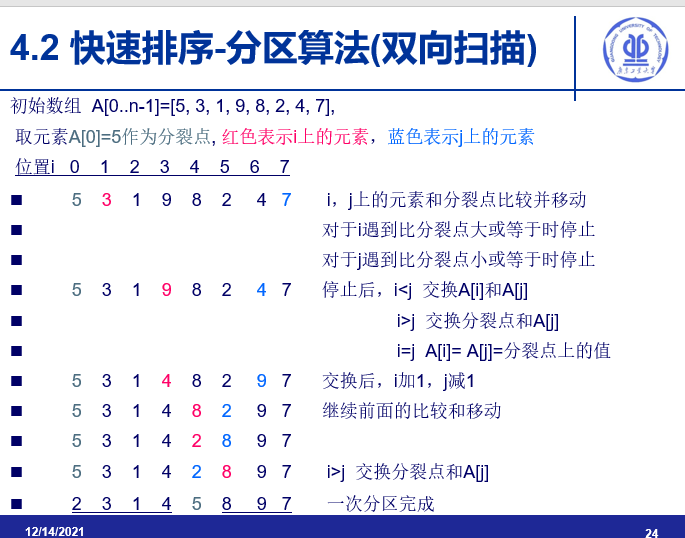 4.2 快速排序-分区算法(双向扫描)
初始数组 A[0..n-1]=[5, 3, 1, 9, 8, 2, 4, 7],
取元素A[0]=5作为分裂点, 红色表示i上的元素，蓝色表示j上的元素
位置i 0 1 2 3 4 5 6 7
5 3 1 9 8 2 4 7 i，j上的元素和分裂点比较并移动
对于i遇到比分裂点大或等于时停止
对于j遇到比分裂点小或等于时停止
5 3 1 9 8 2 4 7 停止后，i<j 交换A[i]和A[j]
i>j 交换分裂点和A[j]
i=j A[i]= A[j]=分裂点上的值
5 3 1 4 8 2 9 7 交换后，i加1，j减1
5 3 1 4 8 2 9 7 继续前面的比较和移动
5 3 1 4 2 8 9 7
5 3 1 4 2 8 9 7 i>j 交换分裂点和A[j]
2 3 1 4 5 8 9 7 一次分区完成
12/14/2021
24